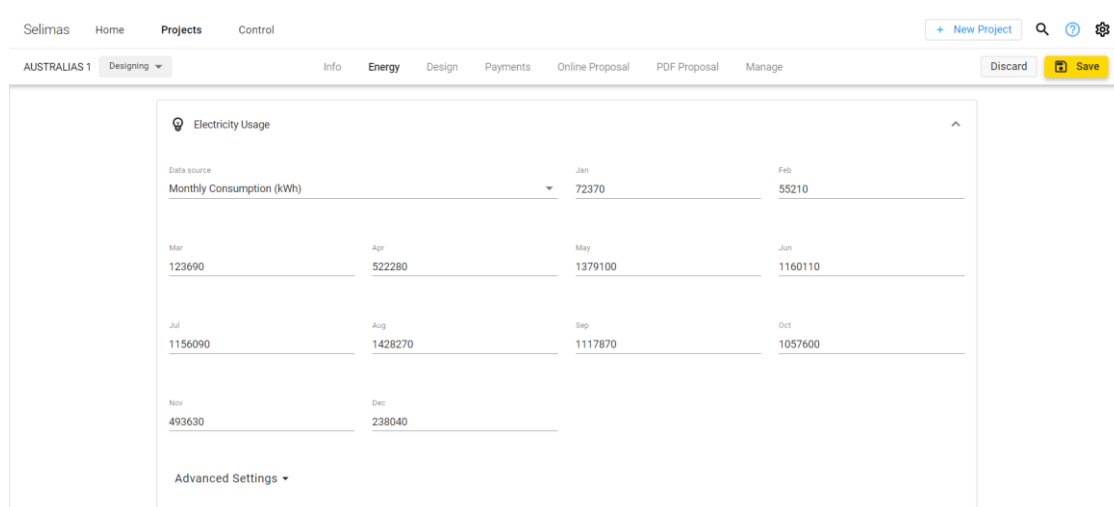 Selimas Home Projects Control + New Project
AUSTRALIAS 1 Designing Info Energy Design Payments Online Proposal PDF Proposal Manage Discard Save
Electricity Usage
Data source Jan Feb
Monthly Consumption (kWh) 72370 55210
Mar Apr May Jun
123690 522280 1379100 1160110
Jul Aug Sep Oct
1156090 1428270 1117870 1057600
Nov Dec
493630 238040
Advanced Settings